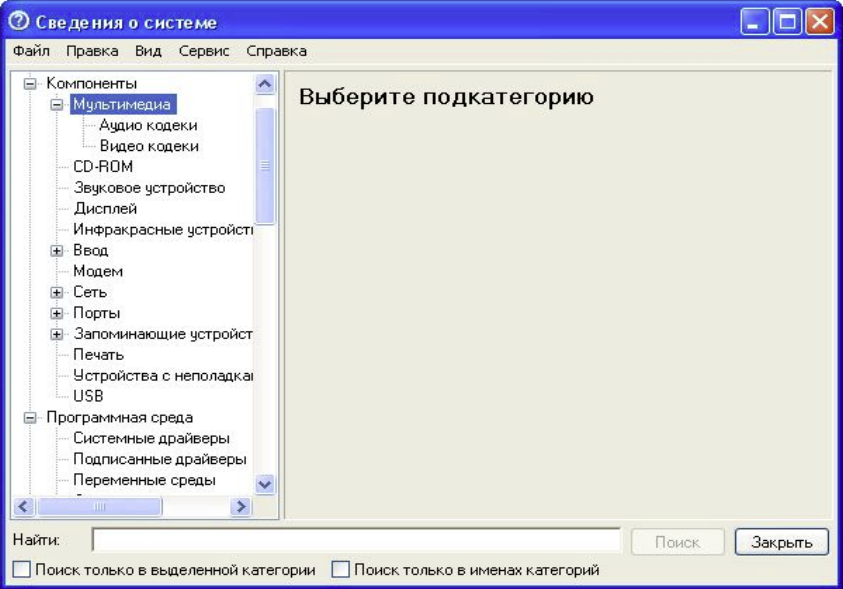 Сведения о системе
Файл Правка Вид Сервис Справка
Компоненты
Мультимедиа
Аудио кодеки
Видео кодеки
CD-ROM
Звуковое устройство
Дисплей
Инфракрасные устройст
Ввод
Модем
Сеть
Порты
Запоминающие устройст
Печать
Устройства с неполадка
USB
Программная среда
Системные драйверы
Подписанные драйверы
Переменные среды
Выберите подкатегорию
Найти:
Поиск
Закрыть
Поиск только в выделенной категории
Поиск только в именах категорий